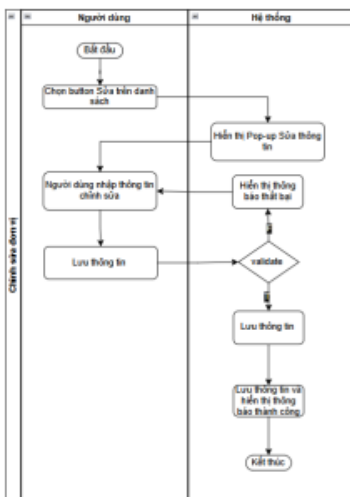 Người dùng
Hệ thống
Chỉnh sửa đơn vị
Bắt đầu
Chọn button Sửa trên danh
sách
Hiển thị Pop-up Sửa thông
tin
Người dùng nhập thông tin
chỉnh sửa
Hiển thị thông
báo thất bại
Lưu thông tin
validate
Lưu thông tin
Lưu thông tin và
hiển thị thông
báo thành công
Kết thúc